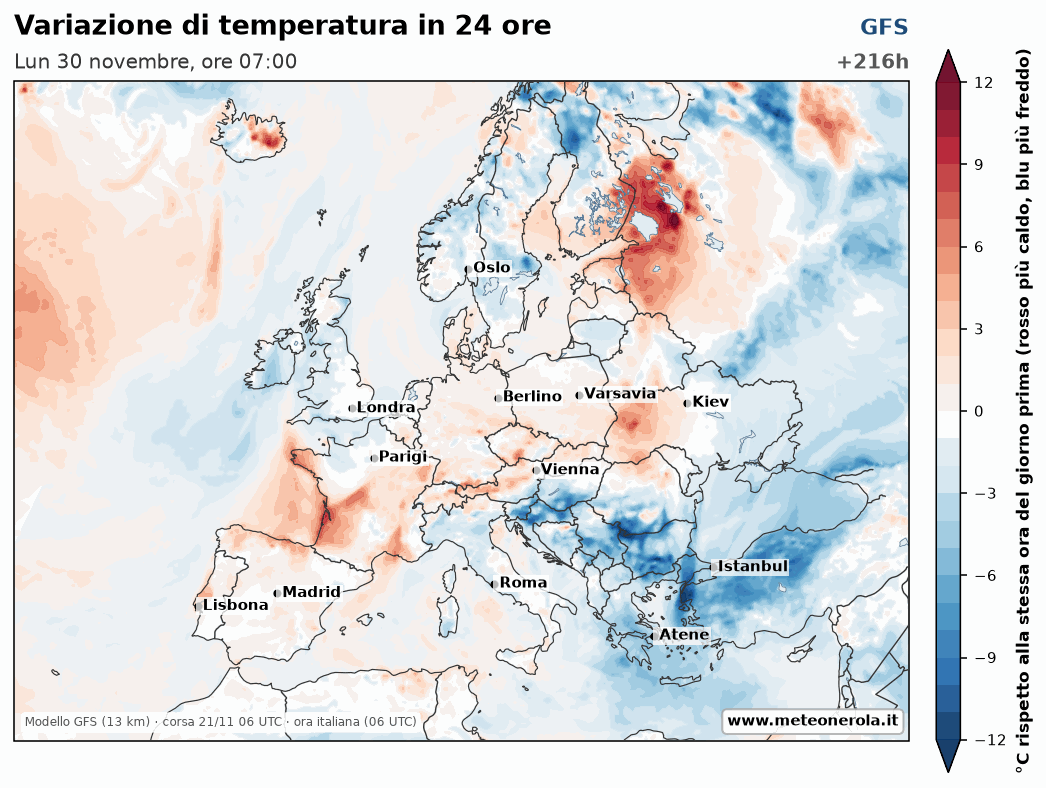 Variazione di temperatura in 24 ore
GFS
Lun 30 novembre, ore 07:00
+216h
Oslo
Londra
Berlino
Varsavia
Kiev
Parigi
Vienna
Istanbul
Roma
Madrid
Lisbona
Atene
Modello GFS (13 km) · corsa 21/11 06 UTC · ora italiana (06 UTC)
www.meteonerola.it
12
9
6
3
0
−3
−6
−9
−12
°C rispetto alla stessa ora del giorno prima (rosso più caldo, blu più freddo)